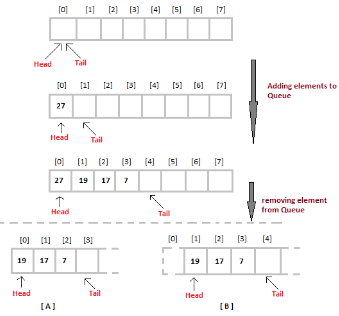 [0] [1] [2] [3] [4] [5] [6] [7]
Head Tail
Adding elements to
Queue
[0] [1] [2] [3] [4] [5] [6] [7]
27
Head Tail
[0] [1] [2] [3] [4] [5] [6] [7]
27 19 17 7
Head Tail
removing element
from Queue
[0] [1] [2] [3]
19 17 7
Head Tail
[ A ]
[0] [1] [2] [3] [4]
19 17 7
Head Tail
[ B ]